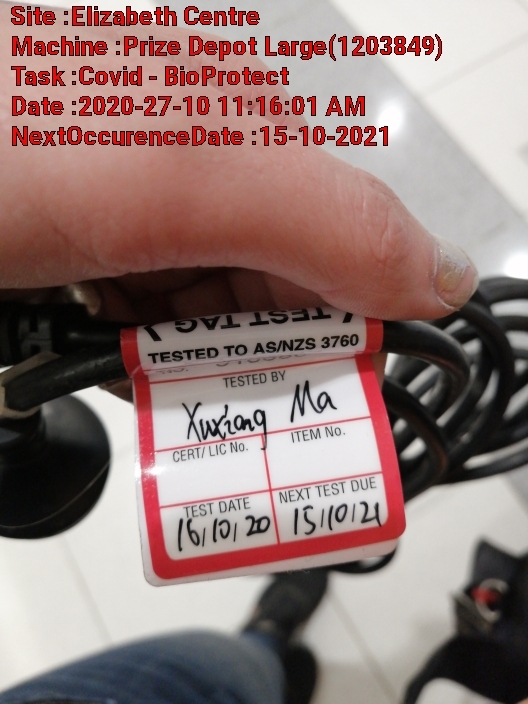 Site :Elizabeth Centre
Machine :Prize Depot Large(1203849)
Task :Covid - BioProtect
Date :2020-27-10 11:16:01 AM
NextOccurenceDate :15-10-2021
TEST TAG
TESTED TO AS/NZS 3760
TESTED BY
Xuxiang Ma
CERT/ LIC No. ITEM No.
TEST DATE NEXT TEST DUE
16/10/20 15/10/21